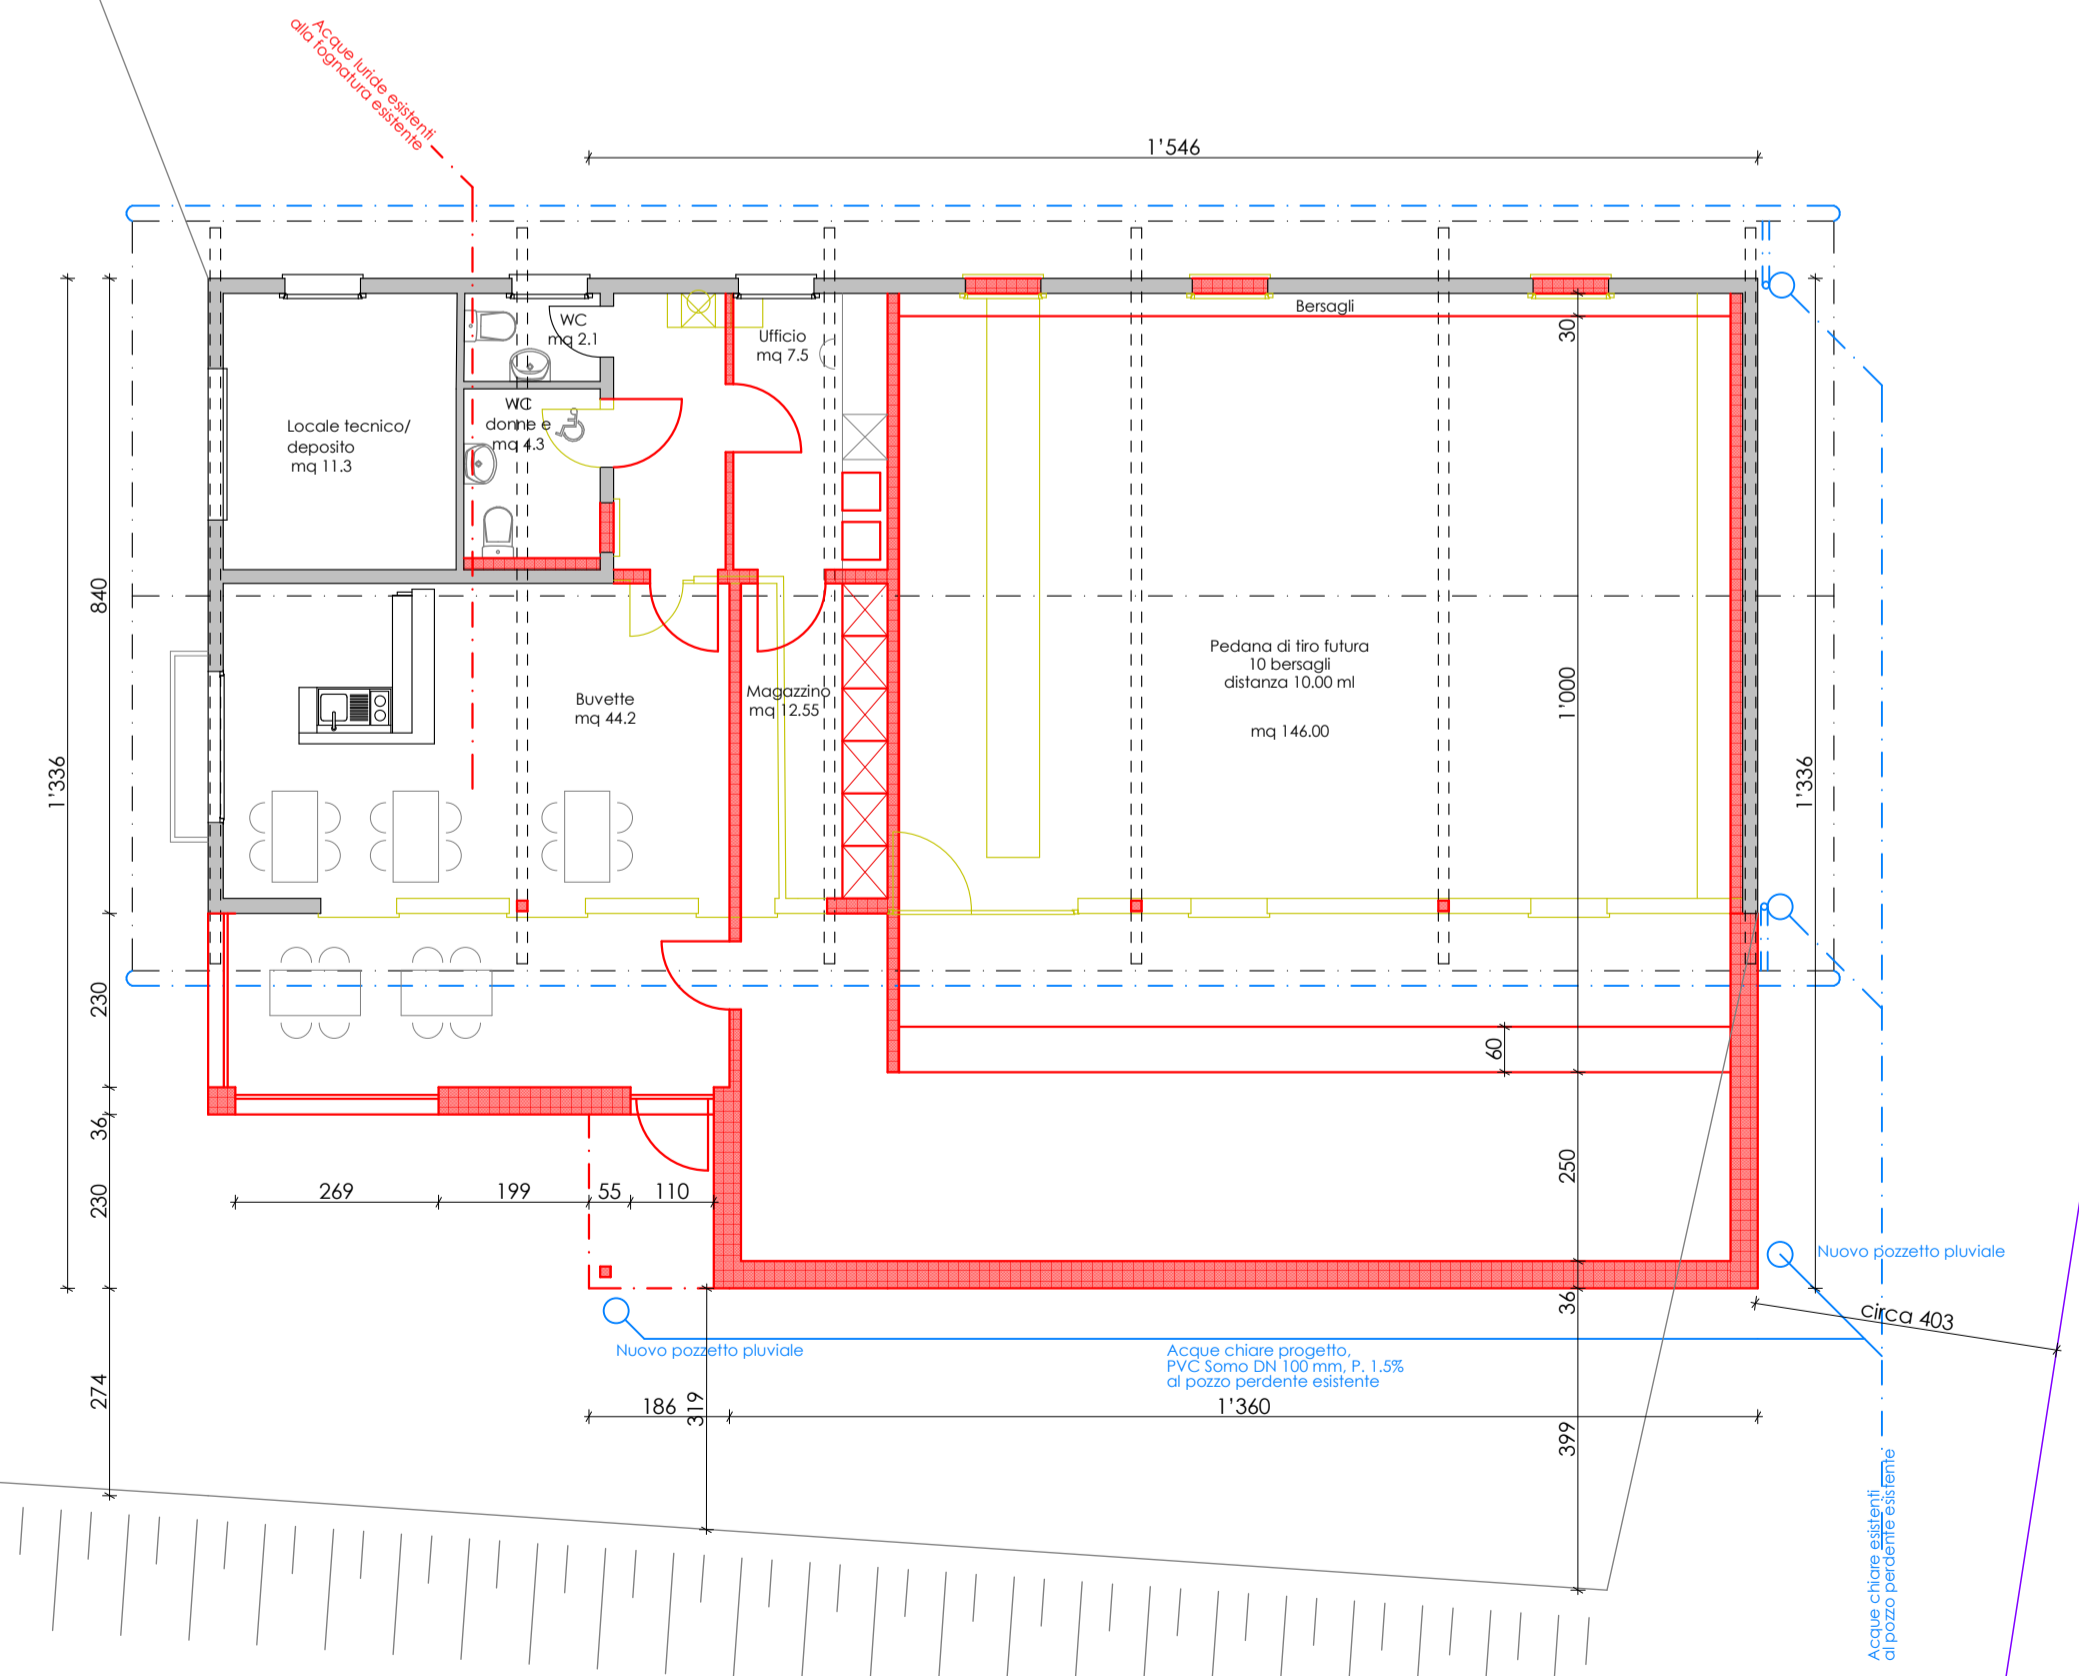 Acque luride esistenti
alla fognatura esistente
1'546
Bersagli
30
WC
mq 2.1
Ufficio
mq 7.5
WC
donne e
mq 4.3
Locale tecnico/
deposito
mq 11.3
840
1'336
Buvette
mq 44.2
Magazzino
mq 12.55
Pedana di tiro futura
10 bersagli
distanza 10.00 ml
mq 146.00
1'000
1'336
230
60
36
230
269
199
55
110
250
Nuovo pozzetto pluviale
36
circa 403
Nuovo pozzetto pluviale
Acque chiare progetto,
PVC Somo DN 100 mm, P. 1.5%
al pozzo perdente esistente
274
186
319
1'360
399
Acque chiare esistenti
al pozzo perdente esistente